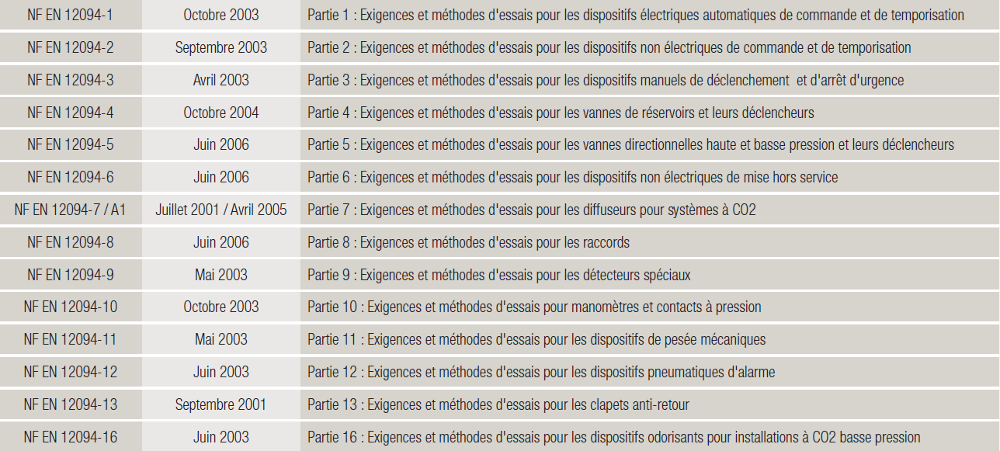 NF EN 12094-1 Octobre 2003 Partie 1 : Exigences et méthodes d'essais pour les dispositifs électriques automatiques de commande et de temporisation
NF EN 12094-2 Septembre 2003 Partie 2 : Exigences et méthodes d'essais pour les dispositifs non électriques de commande et de temporisation
NF EN 12094-3 Avril 2003 Partie 3 : Exigences et méthodes d'essais pour les dispositifs manuels de déclenchement et d'arrêt d'urgence
NF EN 12094-4 Octobre 2004 Partie 4 : Exigences et méthodes d'essais pour les vannes de réservoirs et leurs déclencheurs
NF EN 12094-5 Juin 2006 Partie 5 : Exigences et méthodes d'essais pour les vannes directionnelles haute et basse pression et leurs déclencheurs
NF EN 12094-6 Juin 2006 Partie 6 : Exigences et méthodes d'essais pour les dispositifs non électriques de mise hors service
NF EN 12094-7 / A1 Juillet 2001 / Avril 2005 Partie 7 : Exigences et méthodes d'essais pour les diffuseurs pour systèmes à CO2
NF EN 12094-8 Juin 2006 Partie 8 : Exigences et méthodes d'essais pour les raccords
NF EN 12094-9 Mai 2003 Partie 9 : Exigences et méthodes d'essais pour les détecteurs spéciaux
NF EN 12094-10 Octobre 2003 Partie 10 : Exigences et méthodes d'essais pour manomètres et contacts à pression
NF EN 12094-11 Mai 2003 Partie 11 : Exigences et méthodes d'essais pour les dispositifs de pesée mécaniques
NF EN 12094-12 Juin 2003 Partie 12 : Exigences et méthodes d'essais pour les dispositifs pneumatiques d'alarme
NF EN 12094-13 Septembre 2001 Partie 13 : Exigences et méthodes d'essais pour les clapets anti-retour
NF EN 12094-16 Juin 2003 Partie 16 : Exigences et méthodes d'essais pour les dispositifs odorisants pour installations à CO2 basse pression